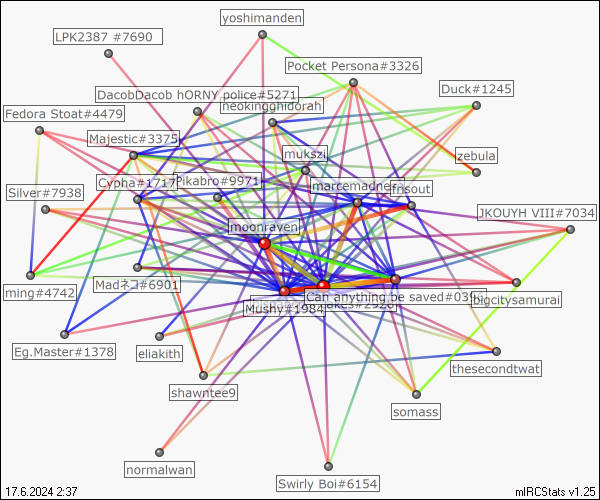 yoshimanden
LPK2387 #7690
Pocket Persona#3326
Duck#1245
DacobDacob hORNY police#5271
neokingghidorah
Fedora Stoat#4479
Majestic#3375
mukszi
zebula
Cypha#1717
Pikabro#9971
marcemadness
frisout
Silver#7938
JKOUYH VIII#7034
moonraven
Madネコ#6901
ming#4742
Can anything be saved#03
bigcitysamurai
Mushy#1984
#2928
Eg.Master#1378
eliakith
thesecondtwat
shawntee9
somass
normalwan
Swirly Boi#6154
17.6.2024 2:37
mIRCStats v1.25